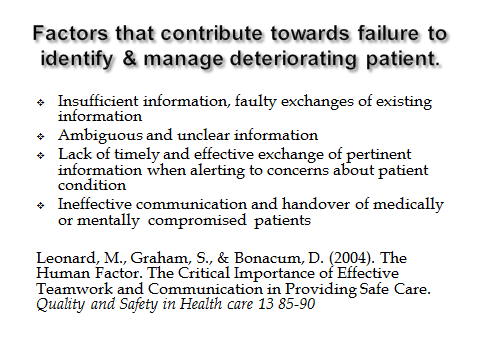 Factors that contribute towards failure to
identify & manage deteriorating patient.
❖ Insufficient information, faulty exchanges of existing
information
❖ Ambiguous and unclear information
❖ Lack of timely and effective exchange of pertinent
information when alerting to concerns about patient
condition
❖ Ineffective communication and handover of medically
or mentally compromised patients
Leonard, M., Graham, S., & Bonacum, D. (2004). The
Human Factor. The Critical Importance of Effective
Teamwork and Communication in Providing Safe Care.
Quality and Safety in Health care 13 85-90